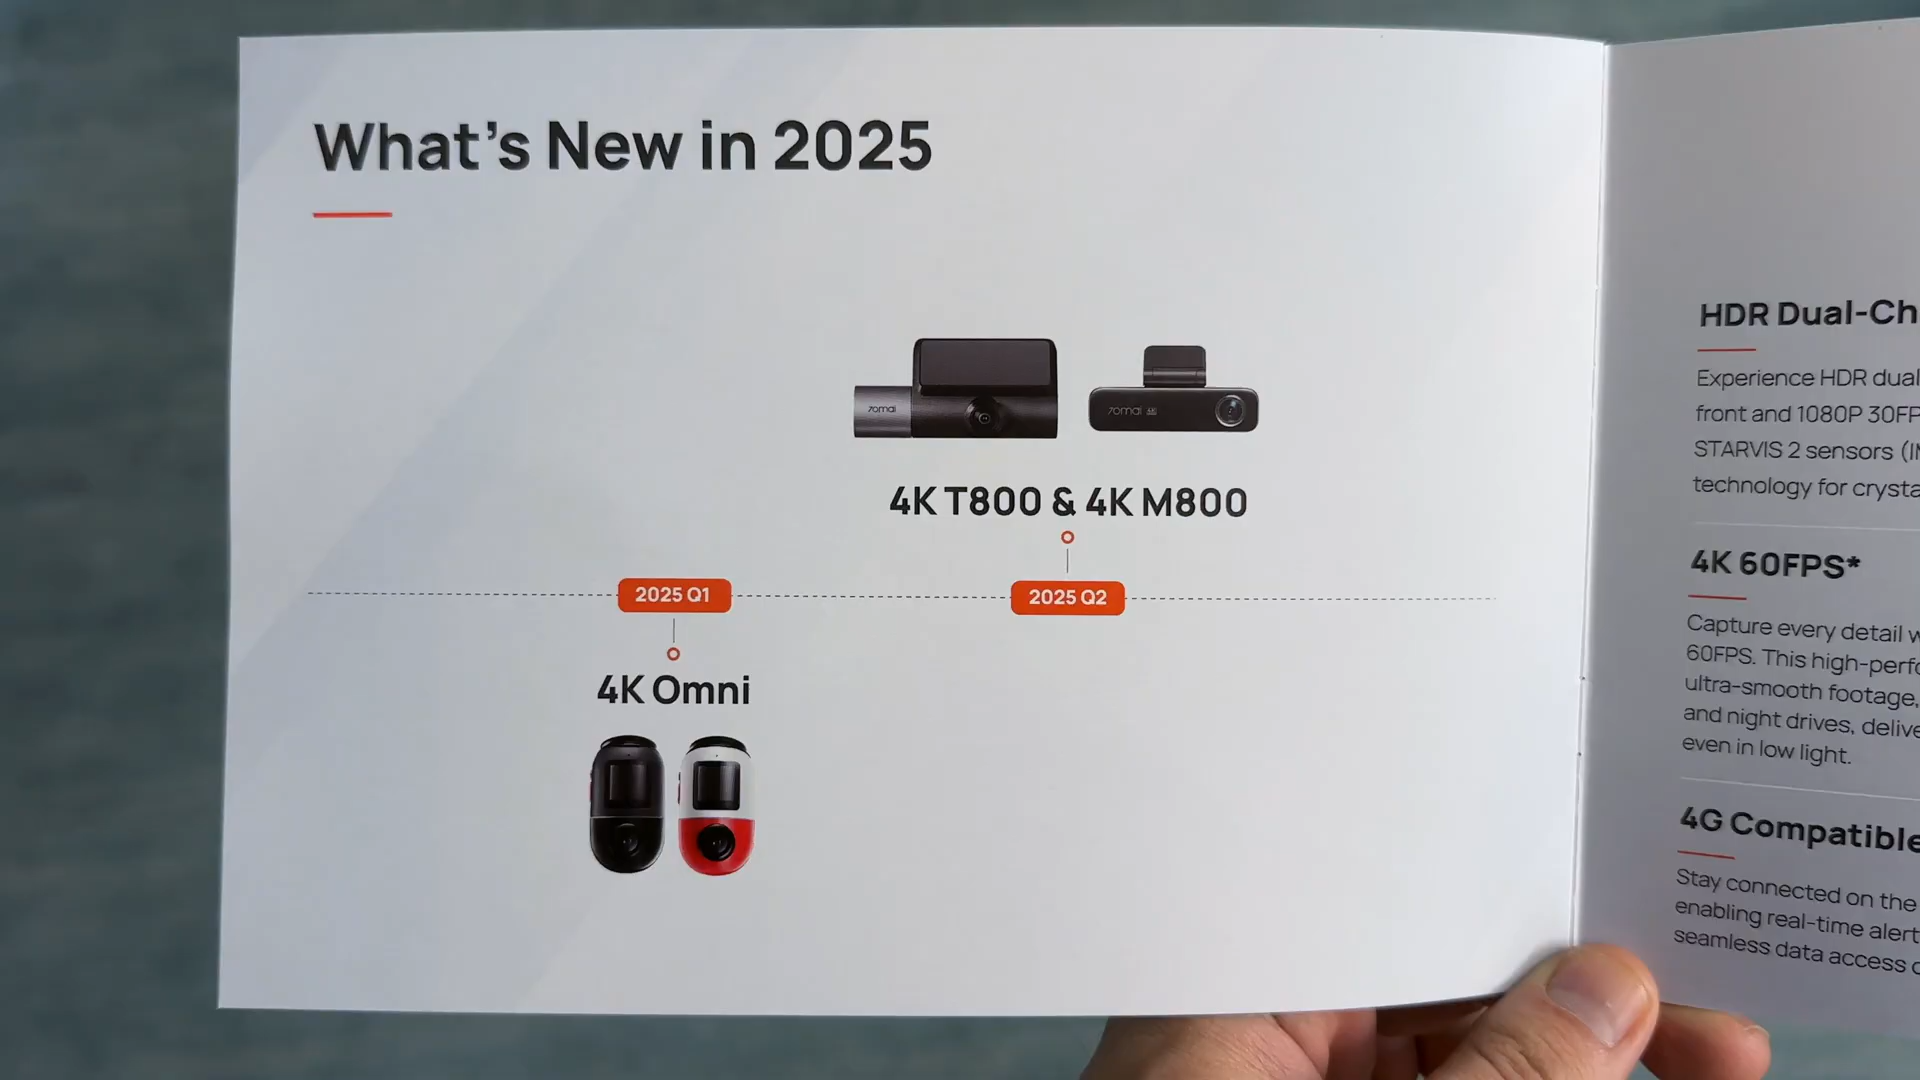 What's New in 2025
70mai
70mai 4K
4K T800 & 4K M800
2025 Q1
2025 Q2
4K Omni
HDR Dual-Ch
Experience HDR dual
front and 1080P 30FP
STARVIS 2 sensors
technology for crysta
4K 60FPS*
Capture every detail
60FPS. This high-perfo
ultra-smooth footage,
and night drives, delive
even in low light.
4G Compatible
Stay connected on the
enabling real-time alert
seamless data access